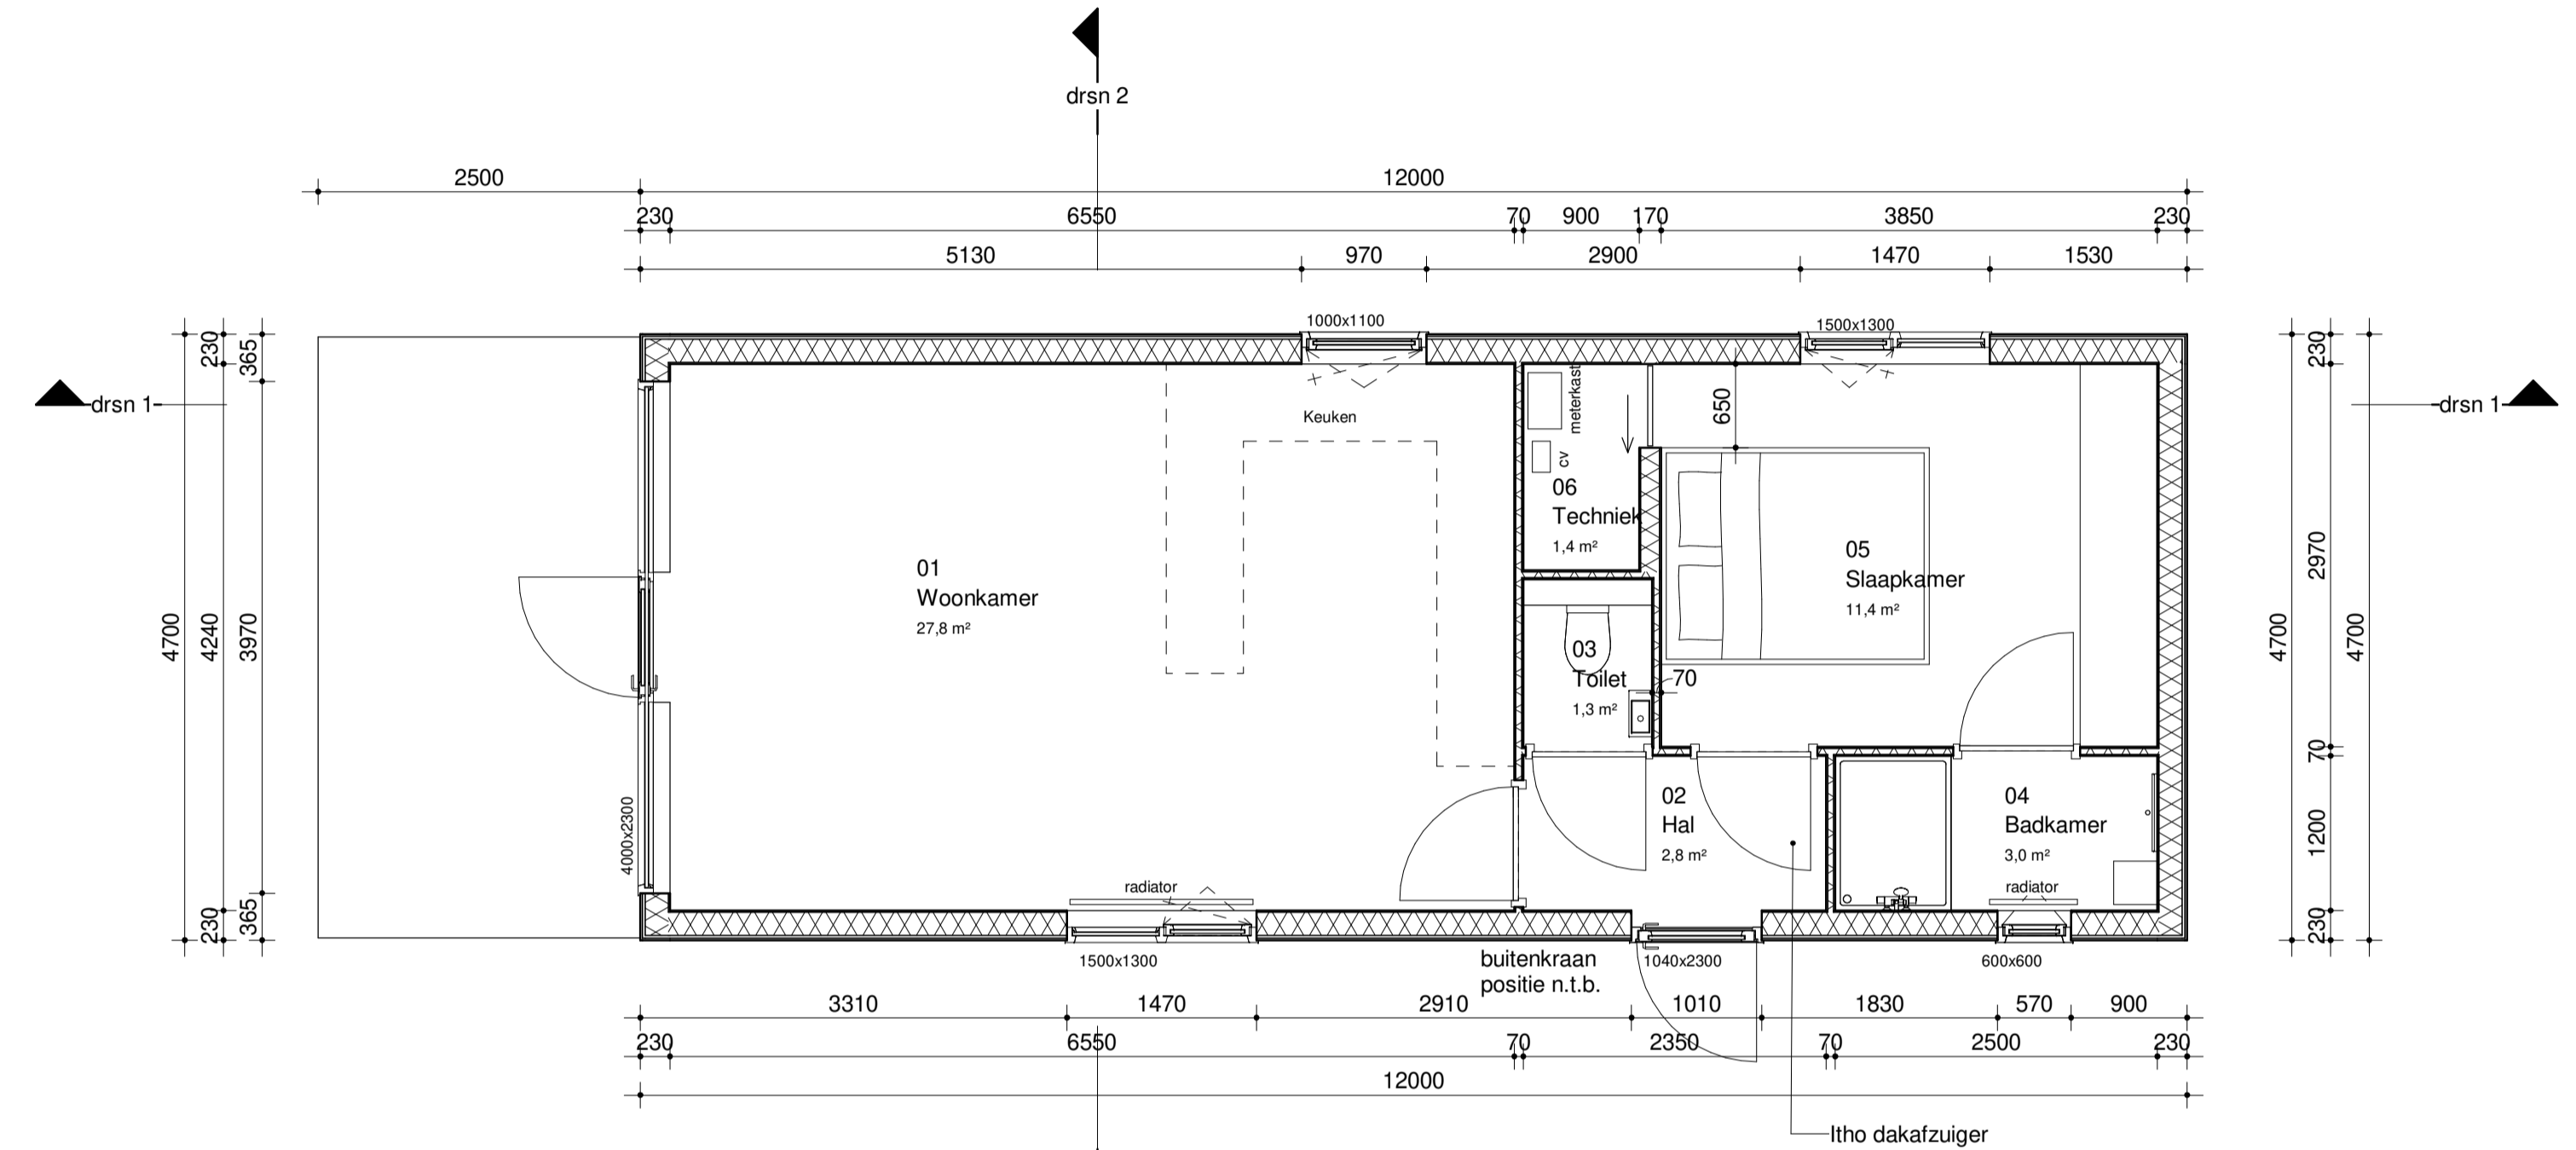 drsn 2
2500
12000
230
6550
70
900
170
3850
230
5130
970
2900
1470
1530
1000x1100
1500x1300
drsn 1
drsn 1
4700
230
4240
230
365
3970
365
4000x2300
01
Woonkamer
27,8 m²
Keuken
radiator
meterkast
cv
06
Techniek
1,4 m²
03
Toilet
1,3 m²
70
650
05
Slaapkamer
11,4 m²
02
Hal
2,8 m²
04
Badkamer
3,0 m²
radiator
4700
230
2970
70
1200
230
4700
1500x1300
buitenkraan
positie n.t.b.
1040x2300
600x600
3310
1470
2910
1010
1830
570
900
230
6550
70
2350
70
2500
230
12000
Itho dakafzuiger